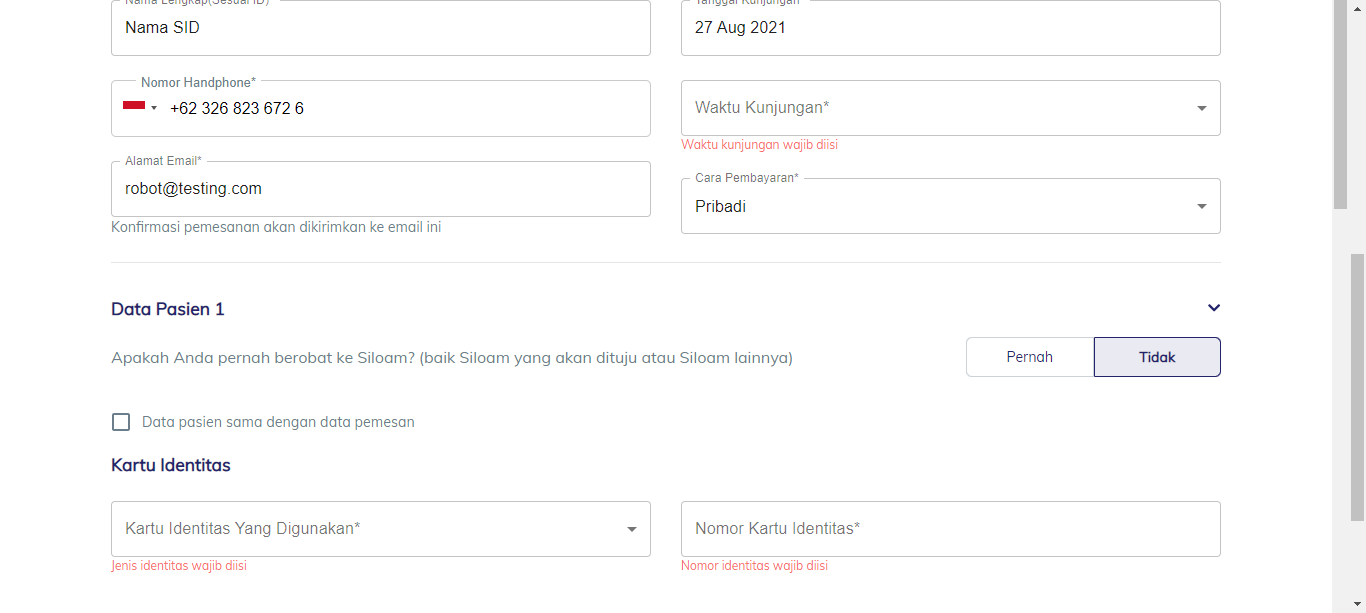 Nama Lengkap(Sesuai ID)*
Nama SID
Nomor Handphone*
+62 326 823 672 6
Alamat Email*
robot@testing.com
Konfirmasi pemesanan akan dikirimkan ke email ini
Tanggal Kunjungan*
27 Aug 2021
Waktu Kunjungan*
Waktu kunjungan wajib diisi
Cara Pembayaran*
Pribadi
Data Pasien 1
Apakah Anda pernah berobat ke Siloam? (baik Siloam yang akan dituju atau Siloam lainnya)
Pernah
Tidak
Data pasien sama dengan data pemesan
Kartu Identitas
Kartu Identitas Yang Digunakan*
Jenis identitas wajib diisi
Nomor Kartu Identitas*
Nomor identitas wajib diisi